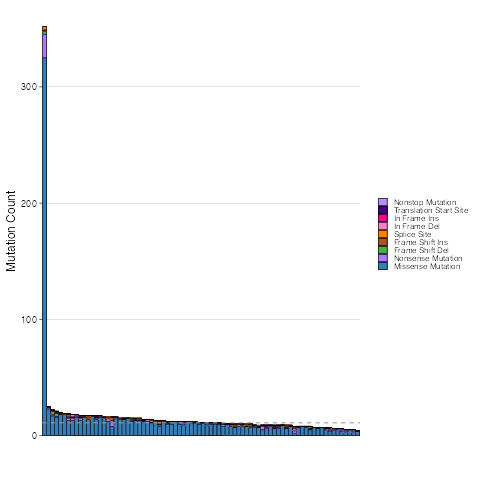 Mutation Count
300
200
100
0
Nonstop Mutation
Translation Start Site
In Frame Ins
In Frame Del
Splice Site
Frame Shift Ins
Frame Shift Del
Nonsense Mutation
Missense Mutation